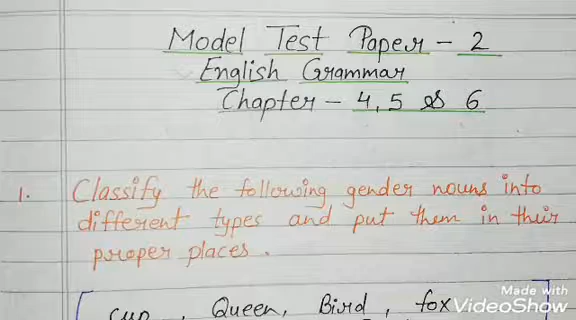 Model Test Paper - 2
English Grammar
Chapter - 4, 5 & 6
1. Classify the following gender nouns into
different types and put them in their
proper places.
cup, Queen, Bird, fox
Made with
VideoShow